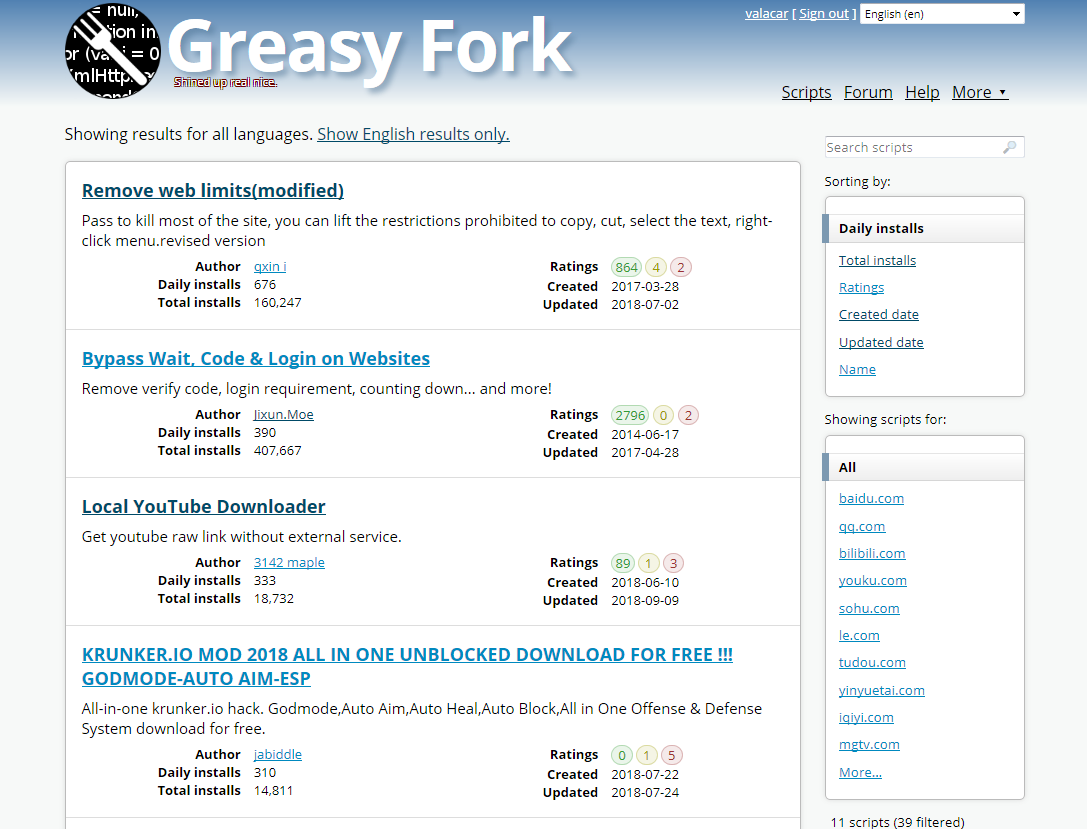 = null,
tion in
or (var i = 0
mlHttp
cond
Greasy Fork
Shined up real nice.
valacar [ Sign out ] English (en)
Scripts Forum Help More ▼
Showing results for all languages. Show English results only.
Remove web limits(modified)
Pass to kill most of the site, you can lift the restrictions prohibited to copy, cut, select the text, right-
click menu.revised version
Author qxin i
Daily installs 676
Total installs 160,247
Ratings 864 4 2
Created 2017-03-28
Updated 2018-07-02
Bypass Wait, Code & Login on Websites
Remove verify code, login requirement, counting down... and more!
Author Jixun.Moe
Daily installs 390
Total installs 407,667
Ratings 2796 0 2
Created 2014-06-17
Updated 2017-04-28
Local YouTube Downloader
Get youtube raw link without external service.
Author 3142 maple
Daily installs 333
Total installs 18,732
Ratings 89 1 3
Created 2018-06-10
Updated 2018-09-09
KRUNKER.IO MOD 2018 ALL IN ONE UNBLOCKED DOWNLOAD FOR FREE !!!
GODMODE-AUTO AIM-ESP
All-in-one krunker.io hack. Godmode,Auto Aim,Auto Heal,Auto Block,All in One Offense & Defense
System download for free.
Author jabiddle
Daily installs 310
Total installs 14,811
Ratings 0 1 5
Created 2018-07-22
Updated 2018-07-24
Search scripts
Sorting by:
Daily installs
Total installs
Ratings
Created date
Updated date
Name
Showing scripts for:
All
baidu.com
qq.com
bilibili.com
youku.com
sohu.com
le.com
tudou.com
yinyuetai.com
iqiyi.com
mgtv.com
More...
11 scripts (39 filtered)